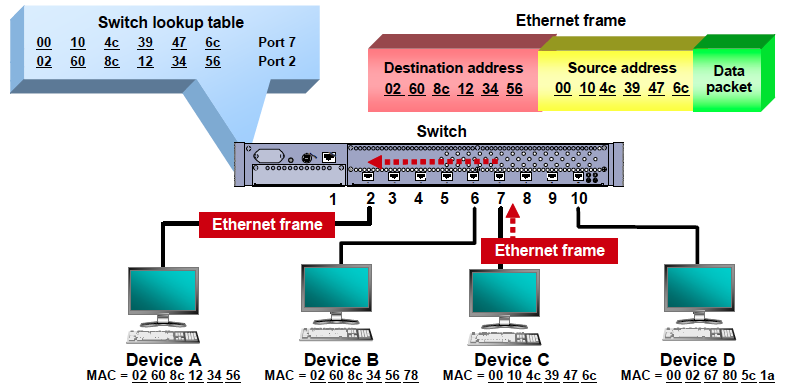 Switch lookup table
00 10 4c 39 47 6c Port 7
02 60 8c 12 34 56 Port 2
Ethernet frame
Destination address
02 60 8c 12 34 56
Source address
00 10 4c 39 47 6c
Data
packet
Switch
1 2 3 4 5 6 7 8 9 10
Ethernet frame
Ethernet frame
Device A
MAC = 02 60 8c 12 34 56
Device B
MAC = 02 60 8c 34 56 78
Device C
MAC = 00 10 4c 39 47 6c
Device D
MAC = 00 02 67 80 5c 1a